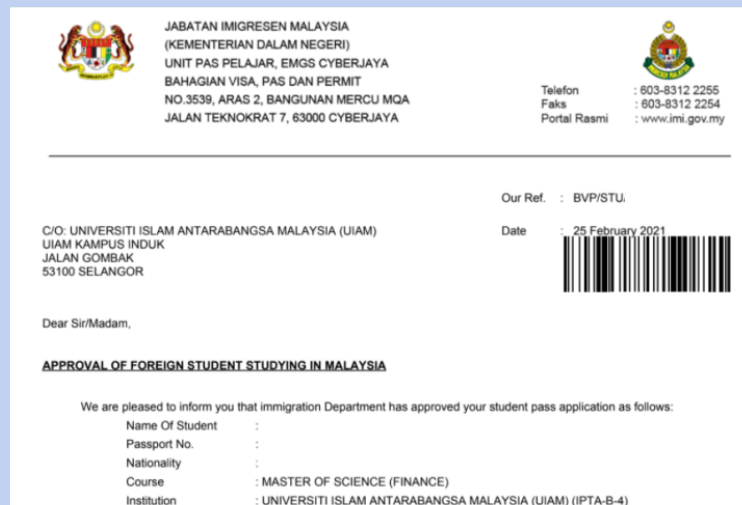 JABATAN IMIGRESEN MALAYSIA
(KEMENTERIAN DALAM NEGERI)
UNIT PAS PELAJAR, EMGS CYBERJAYA
BAHAGIAN VISA, PAS DAN PERMIT
NO.3539, ARAS 2, BANGUNAN MERCU MQA
JALAN TEKNOKRAT 7, 63000 CYBERJAYA
Telefon : 603-8312 2255
Faks : 603-8312 2254
Portal Rasmi : www.imi.gov.my
Our Ref. : BVP/STU
C/O: UNIVERSITI ISLAM ANTARABANGSA MALAYSIA (UIAM)
UIAM KAMPUS INDUK
JALAN GOMBAK
53100 SELANGOR
Date : 25 February 2021
Dear Sir/Madam,
APPROVAL OF FOREIGN STUDENT STUDYING IN MALAYSIA
We are pleased to inform you that immigration Department has approved your student pass application as follows:
Name Of Student :
Passport No. :
Nationality :
Course : MASTER OF SCIENCE (FINANCE)
Institution : UNIVERSITI ISLAM ANTARABANGSA MALAYSIA (UIAM) (IPTA-B-4)